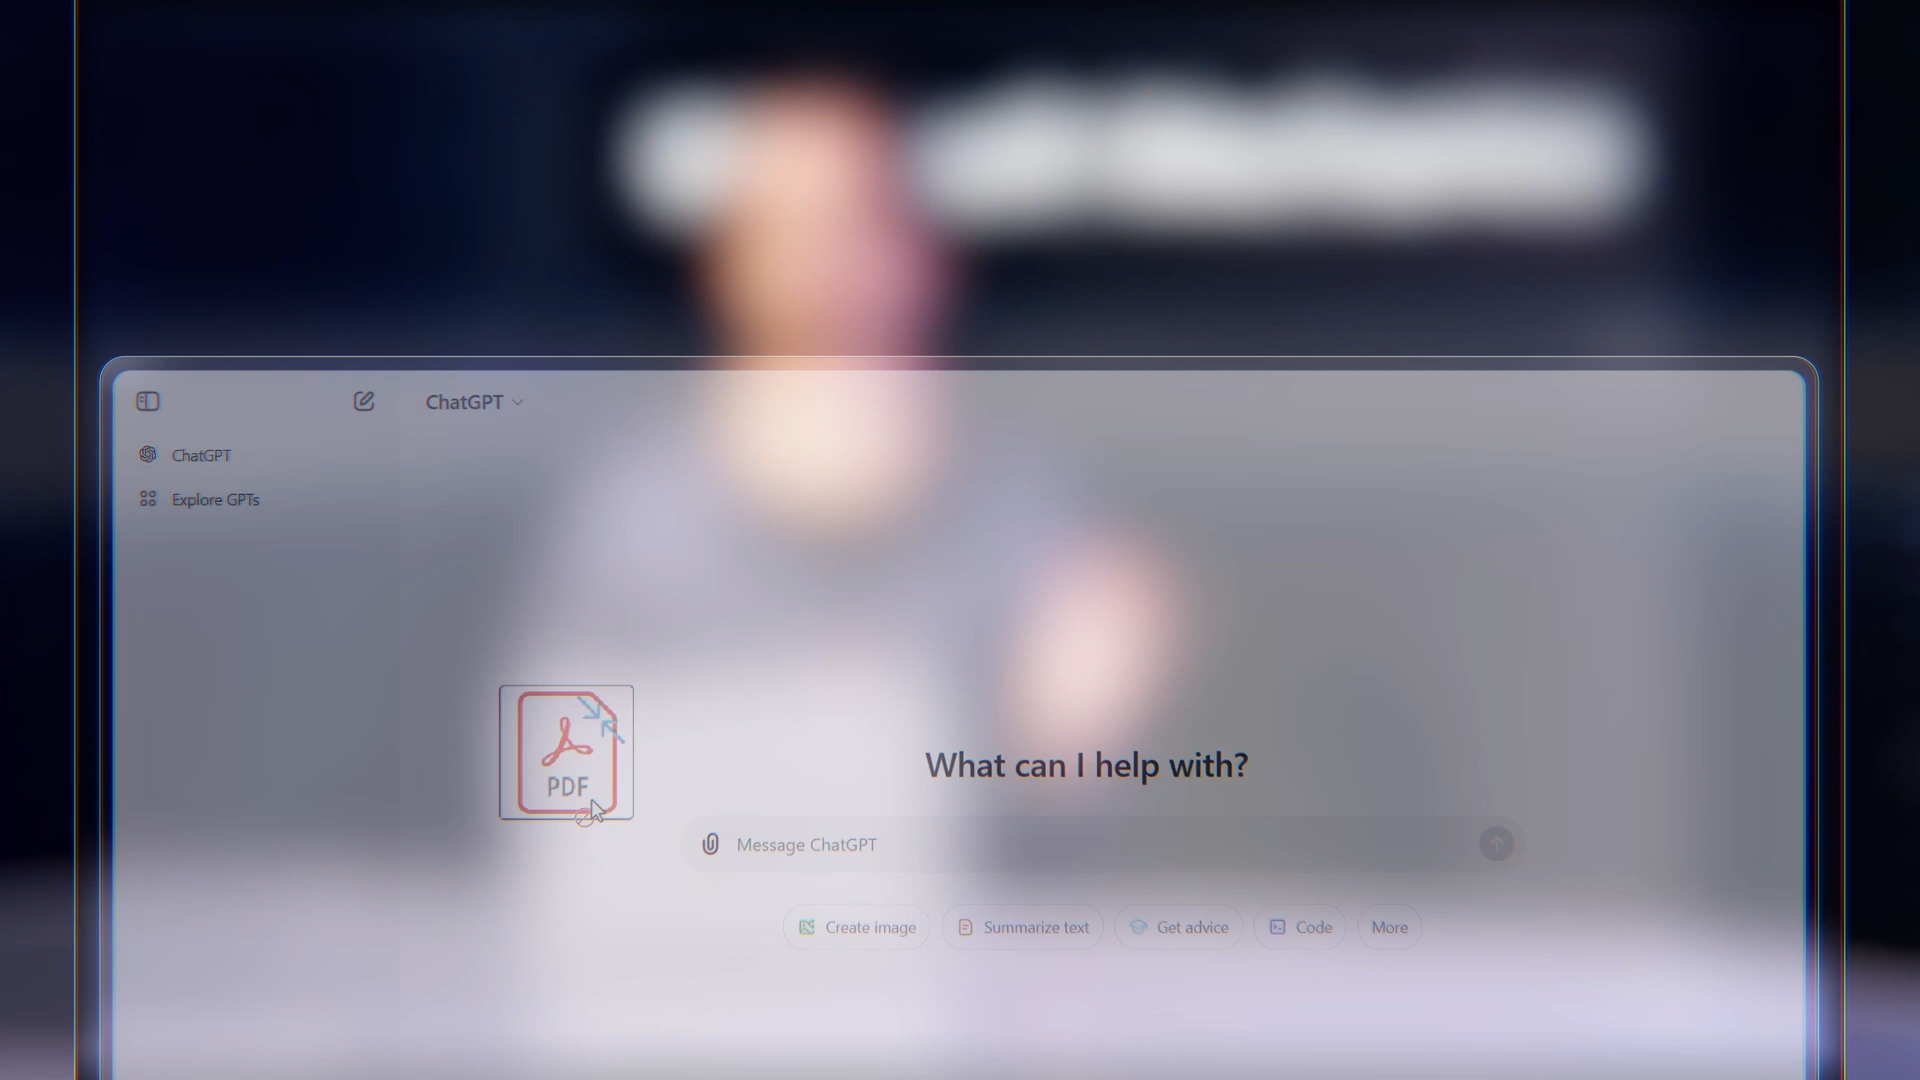 ChatGPT
ChatGPT
Explore GPTs
PDF
What can I help with?
Message ChatGPT
Create image
Summarize text
Get advice
Code
More